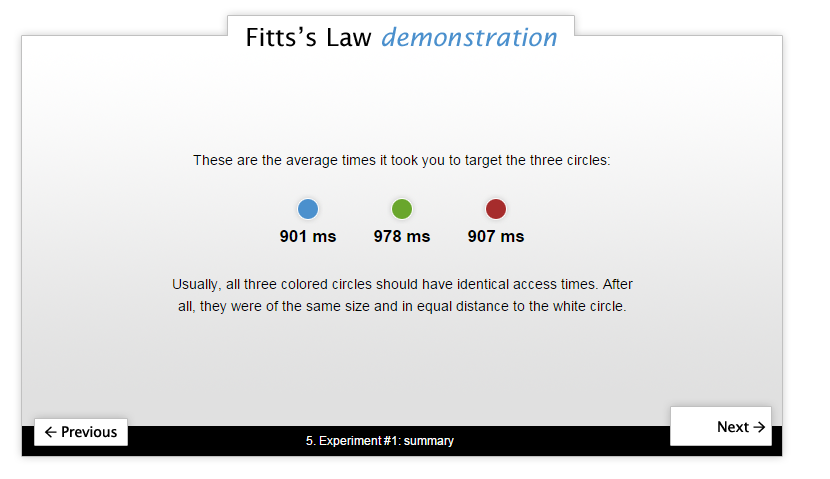 Fitts’s Law demonstration
These are the average times it took you to target the three circles:
901 ms 978 ms 907 ms
Usually, all three colored circles should have identical access times. After
all, they were of the same size and in equal distance to the white circle.
← Previous
5. Experiment #1: summary
Next →